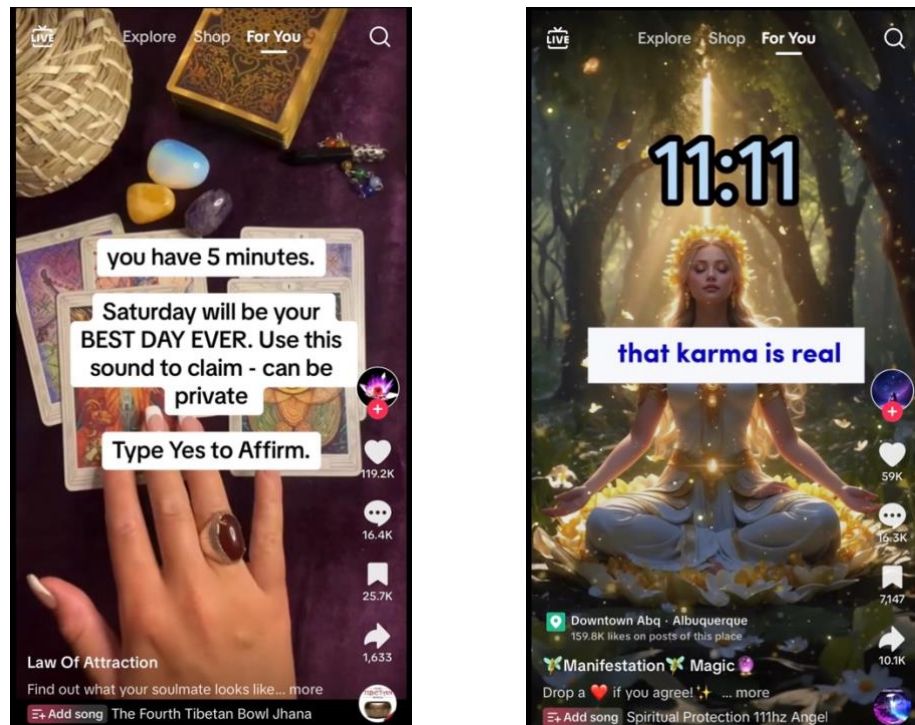 LIVE
Explore Shop For You
you have 5 minutes.
Saturday will be your
BEST DAY EVER. Use this
sound to claim - can be
private
Type Yes to Affirm.
119.2K
16.4K
25.7K
1,633
Law Of Attraction
Find out what your soulmate looks like... more
Add song The Fourth Tibetan Bowl Jhana
LIVE
Explore Shop For You
11:11
that karma is real
59K
16.3K
7,147
Downtown Abq · Albuquerque
159.8K likes on posts of this place
10.1K
🦋Manifestation🦋 Magic🔮
Drop a ❤️ if you agree!✨ ... more
Add song Spiritual Protection 111hz Angel